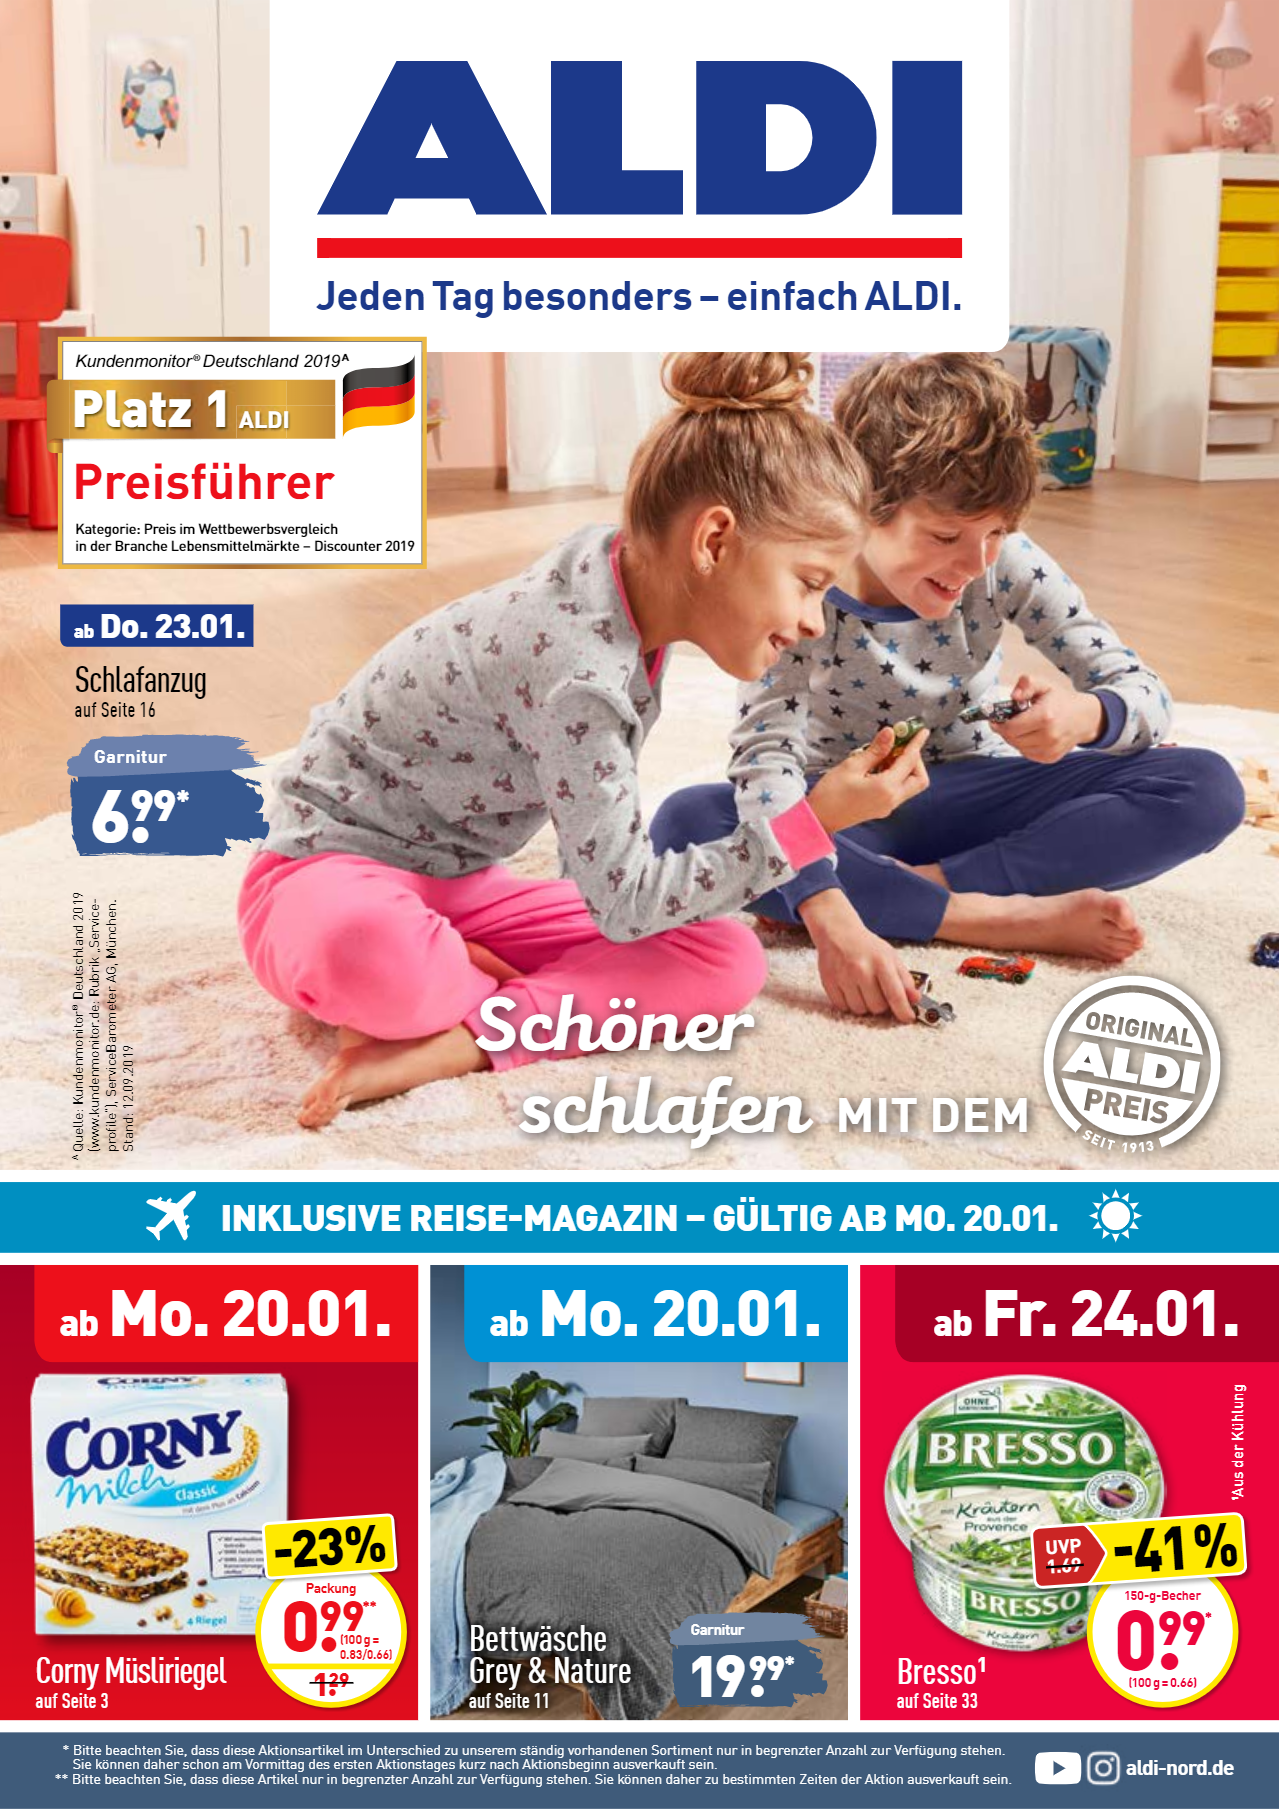 ALDI
Jeden Tag besonders – einfach ALDI.
Kundenmonitor® Deutschland 2019ᴬ
Platz 1 ALDI
Preisführer
Kategorie: Preis im Wettbewerbsvergleich
in der Branche Lebensmittelmärkte – Discounter 2019
ab Do. 23.01.
Schlafanzug
auf Seite 16
Garnitur
6.99*
ᴬ Quelle: Kundenmonitor® Deutschland 2019
(www.kundenmonitor.de: Rubrik „Service-
profile“), ServiceBarometer AG, München.
Stand: 12.09.2019
Schöner
schlafen MIT DEM
ORIGINAL
ALDI
PREIS
SEIT 1913
INKLUSIVE REISE-MAGAZIN – GÜLTIG AB MO. 20.01.
ab Mo. 20.01.
CORNY
CORNY
Milch
Classic
mit dem Plus an Calcium
4 Riegel
-23%
Packung
0.99**
(100 g =
0.83/0.66)
1.29
Corny Müsliriegel
auf Seite 3
ab Mo. 20.01.
Bettwäsche
Grey & Nature
auf Seite 11
Garnitur
19.99*
ab Fr. 24.01.
¹Aus der Kühlung
OHNE
BRESSO
mit Kräutern
aus der
Provence
BRESSO
Kräutern
aus der
Provence
UVP
1.69
-41%
150-g-Becher
0.99*
(100 g = 0.66)
Bresso¹
auf Seite 33
* Bitte beachten Sie, dass diese Aktionsartikel im Unterschied zu unserem ständig vorhandenen Sortiment nur in begrenzter Anzahl zur Verfügung stehen.
Sie können daher schon am Vormittag des ersten Aktionstages kurz nach Aktionsbeginn ausverkauft sein.
** Bitte beachten Sie, dass diese Artikel nur in begrenzter Anzahl zur Verfügung stehen. Sie können daher zu bestimmten Zeiten der Aktion ausverkauft sein.
aldi-nord.de